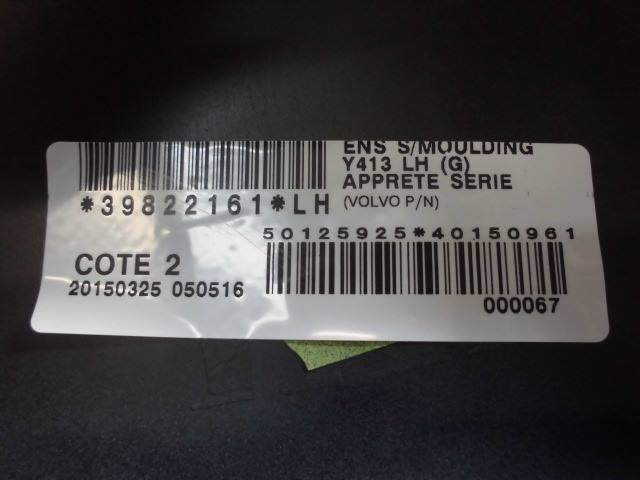 ENS S/MOULDING
Y413 LH (G)
APPRETE SERIE
*39822161*LH
(VOLVO P/N)
50125925*40150961
COTE 2
20150325 050516
000067